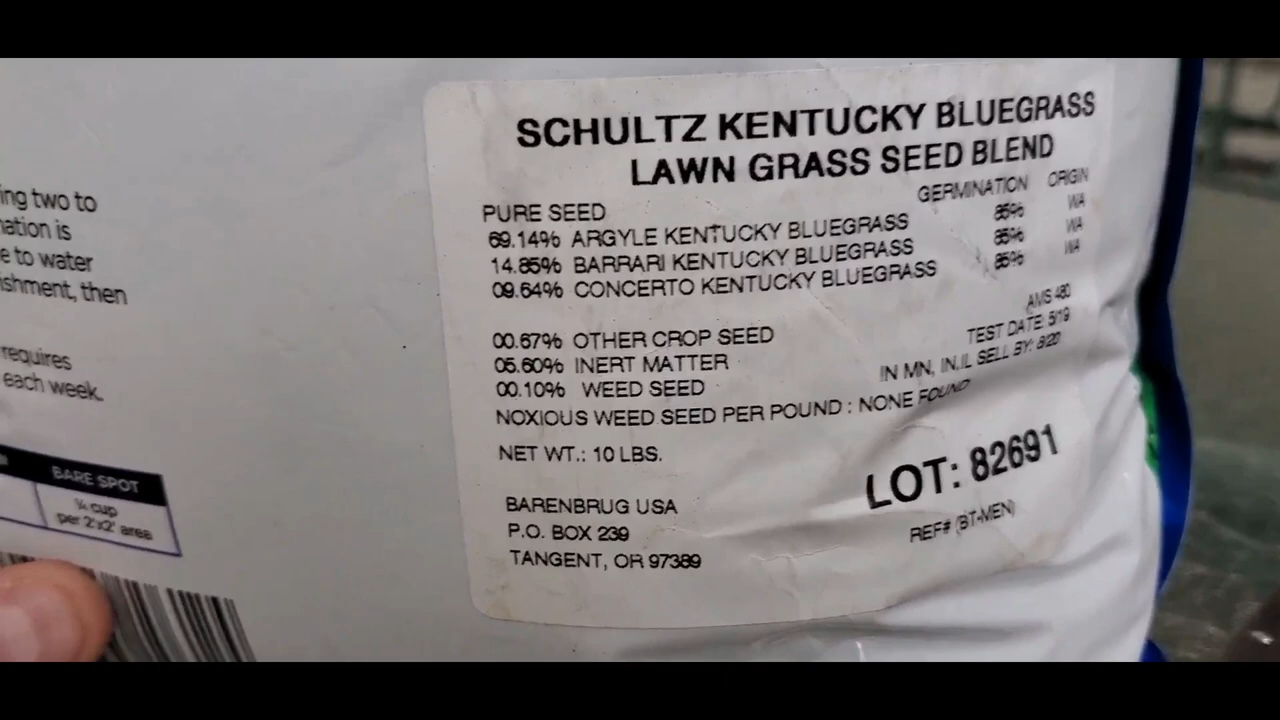 ing two to
nation is
e to water
ishment, then
requires
each week.
BARE SPOT
¼ cup
per 2'x2' area
SCHULTZ KENTUCKY BLUEGRASS
LAWN GRASS SEED BLEND
PURE SEED GERMINATION ORIGIN
69.14% ARGYLE KENTUCKY BLUEGRASS 85% WA
14.85% BARRARI KENTUCKY BLUEGRASS 85% WA
09.64% CONCERTO KENTUCKY BLUEGRASS 85% WA
AMS 480
00.67% OTHER CROP SEED TEST DATE: 5/19
05.60% INERT MATTER IN MN, IN, IL SELL BY: 8/20
00.10% WEED SEED
NOXIOUS WEED SEED PER POUND : NONE FOUND
NET WT.: 10 LBS.
LOT: 82691
BARENBRUG USA REF# (BT-MEN)
P.O. BOX 239
TANGENT, OR 97389